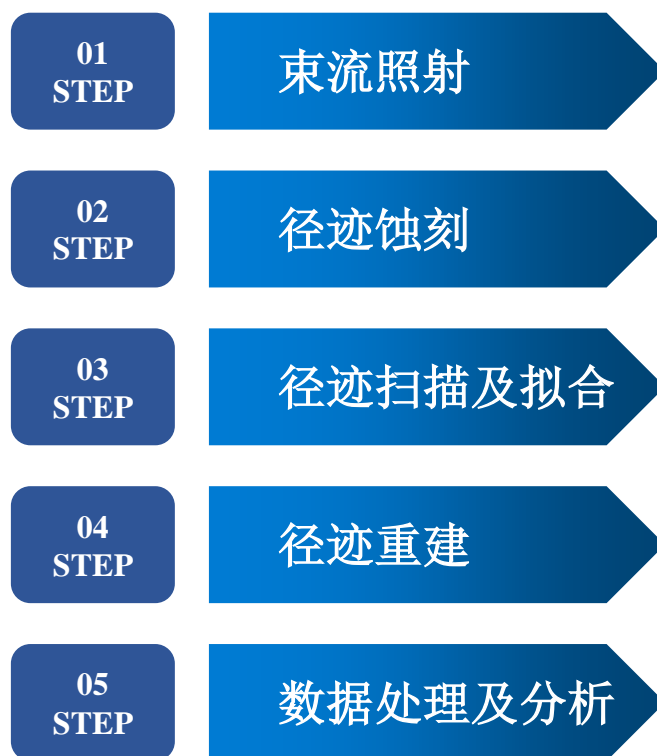 01
STEP
束流照射
02
STEP
径迹蚀刻
03
STEP
径迹扫描及拟合
04
STEP
径迹重建
05
STEP
数据处理及分析